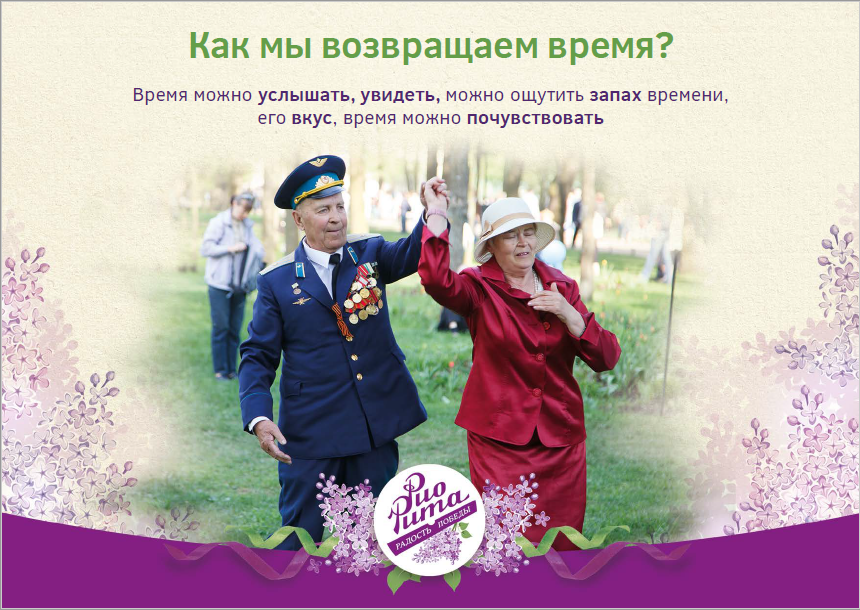 Как мы возвращаем время?
Время можно услышать, увидеть, можно ощутить запах времени,
его вкус, время можно почувствовать
Рио
Рита
РАДОСТЬ ПОБЕДЫ